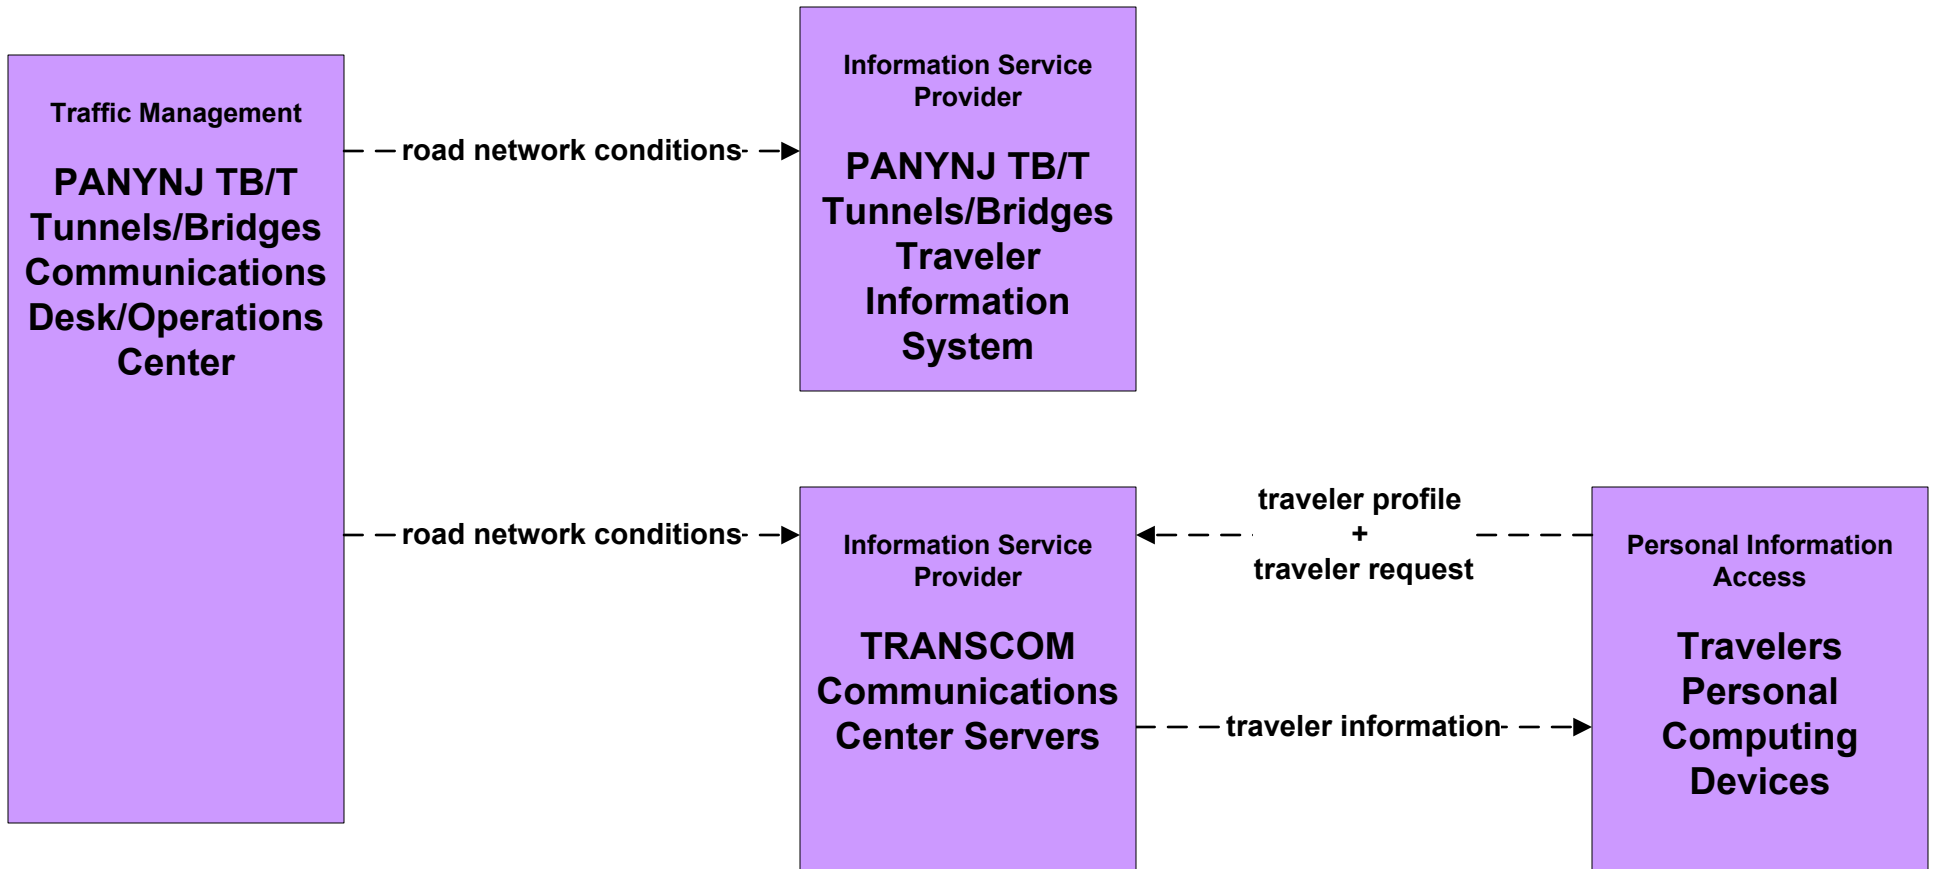 Traffic Management
PANYNJ TB/T
Tunnels/Bridges
Communications
Desk/Operations
Center
road network conditions
Information Service
Provider
PANYNJ TB/T
Tunnels/Bridges
Traveler
Information
System
road network conditions
Information Service
Provider
TRANSCOM
Communications
Center Servers
traveler profile
+
traveler request
traveler information
Personal Information
Access
Travelers
Personal
Computing
Devices